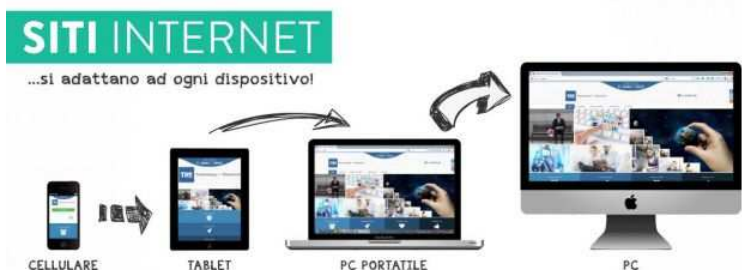 SITI INTERNET
...si adattano ad ogni dispositivo!
CELLULARE
TABLET
PC PORTATILE
PC